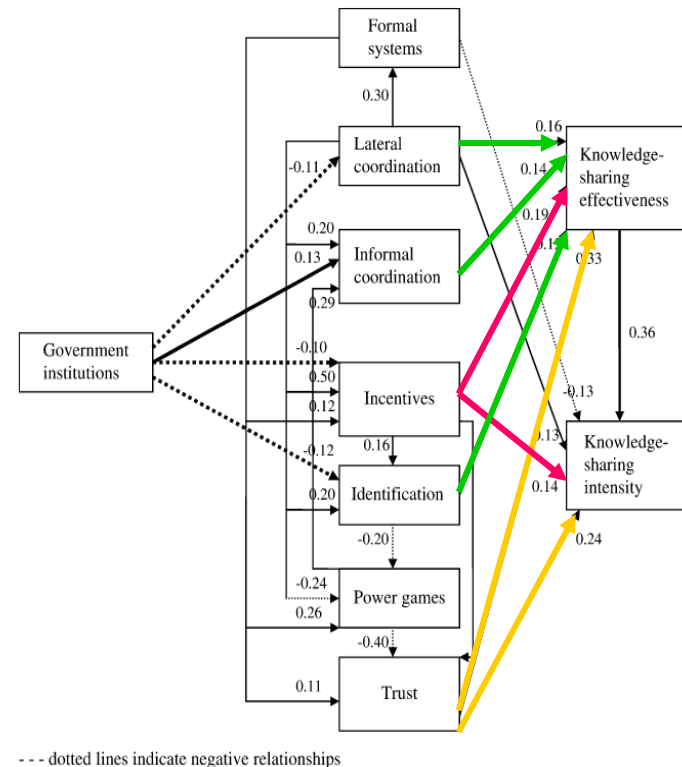 Formal
systems
0.30
0.16
Lateral
coordination
Knowledge-
sharing
effectiveness
-0.11
0.14
0.20
0.19
0.13
Informal
coordination
0.33
0.29
Government
institutions
0.36
-0.10
0.50
Incentives
-0.13
0.12
0.16
0.13
Knowledge-
sharing
intensity
-0.12
Identification
0.14
0.20
-0.20
0.24
-0.24
Power games
0.26
-0.40
Trust
0.11
- - - dotted lines indicate negative relationships